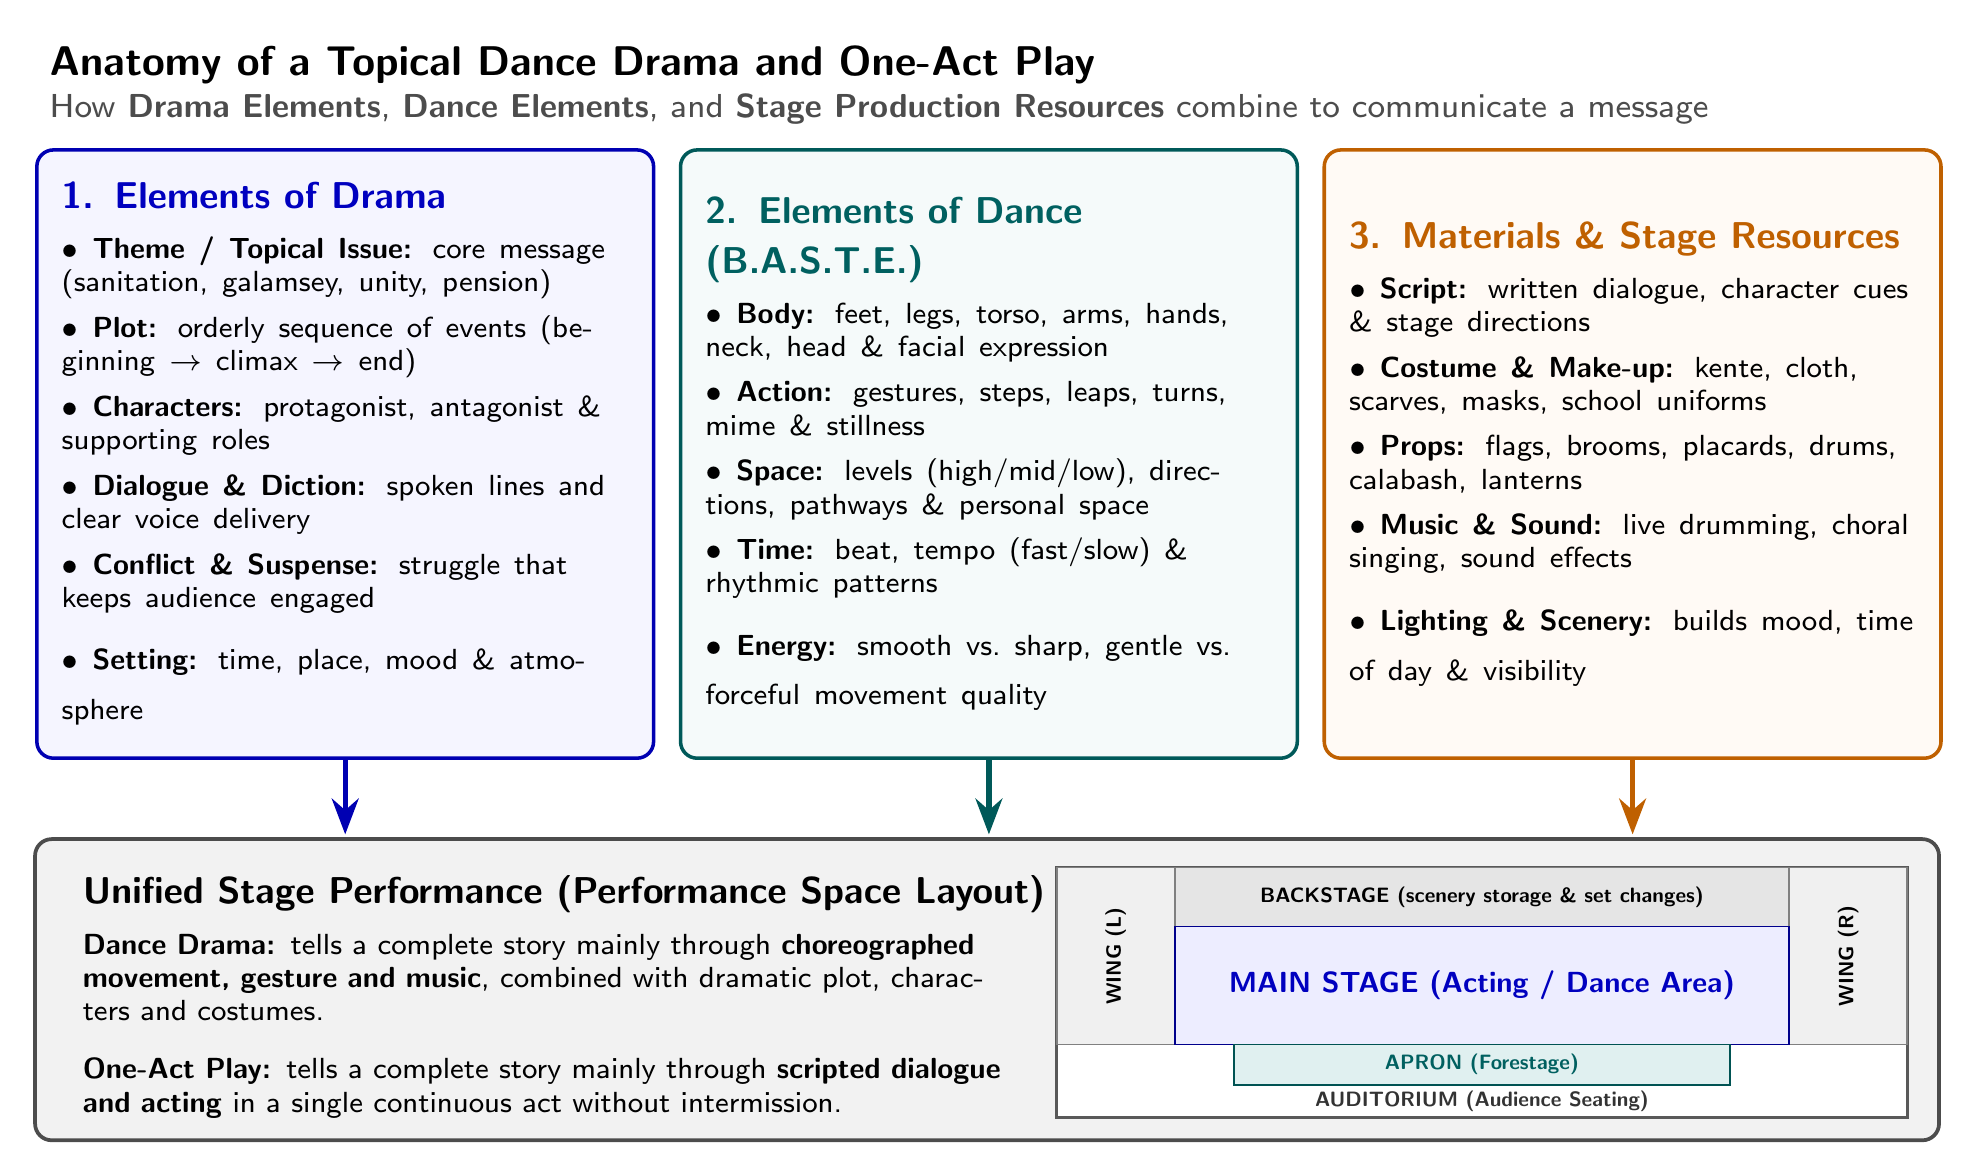 Anatomy of a Topical Dance Drama and One-Act Play
How Drama Elements, Dance Elements, and Stage Production Resources combine to communicate a message
1. Elements of Drama
• Theme / Topical Issue: core message
(sanitation, galamsey, unity, pension)
• Plot: orderly sequence of events (be-
ginning → climax → end)
• Characters: protagonist, antagonist &
supporting roles
• Dialogue & Diction: spoken lines and
clear voice delivery
• Conflict & Suspense: struggle that
keeps audience engaged
• Setting: time, place, mood & atmo-
sphere
2. Elements of Dance
(B.A.S.T.E.)
• Body: feet, legs, torso, arms, hands,
neck, head & facial expression
• Action: gestures, steps, leaps, turns,
mime & stillness
• Space: levels (high/mid/low), direc-
tions, pathways & personal space
• Time: beat, tempo (fast/slow) &
rhythmic patterns
• Energy: smooth vs. sharp, gentle vs.
forceful movement quality
3. Materials & Stage Resources
• Script: written dialogue, character cues
& stage directions
• Costume & Make-up: kente, cloth,
scarves, masks, school uniforms
• Props: flags, brooms, placards, drums,
calabash, lanterns
• Music & Sound: live drumming, choral
singing, sound effects
• Lighting & Scenery: builds mood, time
of day & visibility
Unified Stage Performance (Performance Space Layout)
Dance Drama: tells a complete story mainly through choreographed
movement, gesture and music, combined with dramatic plot, charac-
ters and costumes.
One-Act Play: tells a complete story mainly through scripted dialogue
and acting in a single continuous act without intermission.
WING (L)
BACKSTAGE (scenery storage & set changes)
MAIN STAGE (Acting / Dance Area)
WING (R)
APRON (Forestage)
AUDITORIUM (Audience Seating)